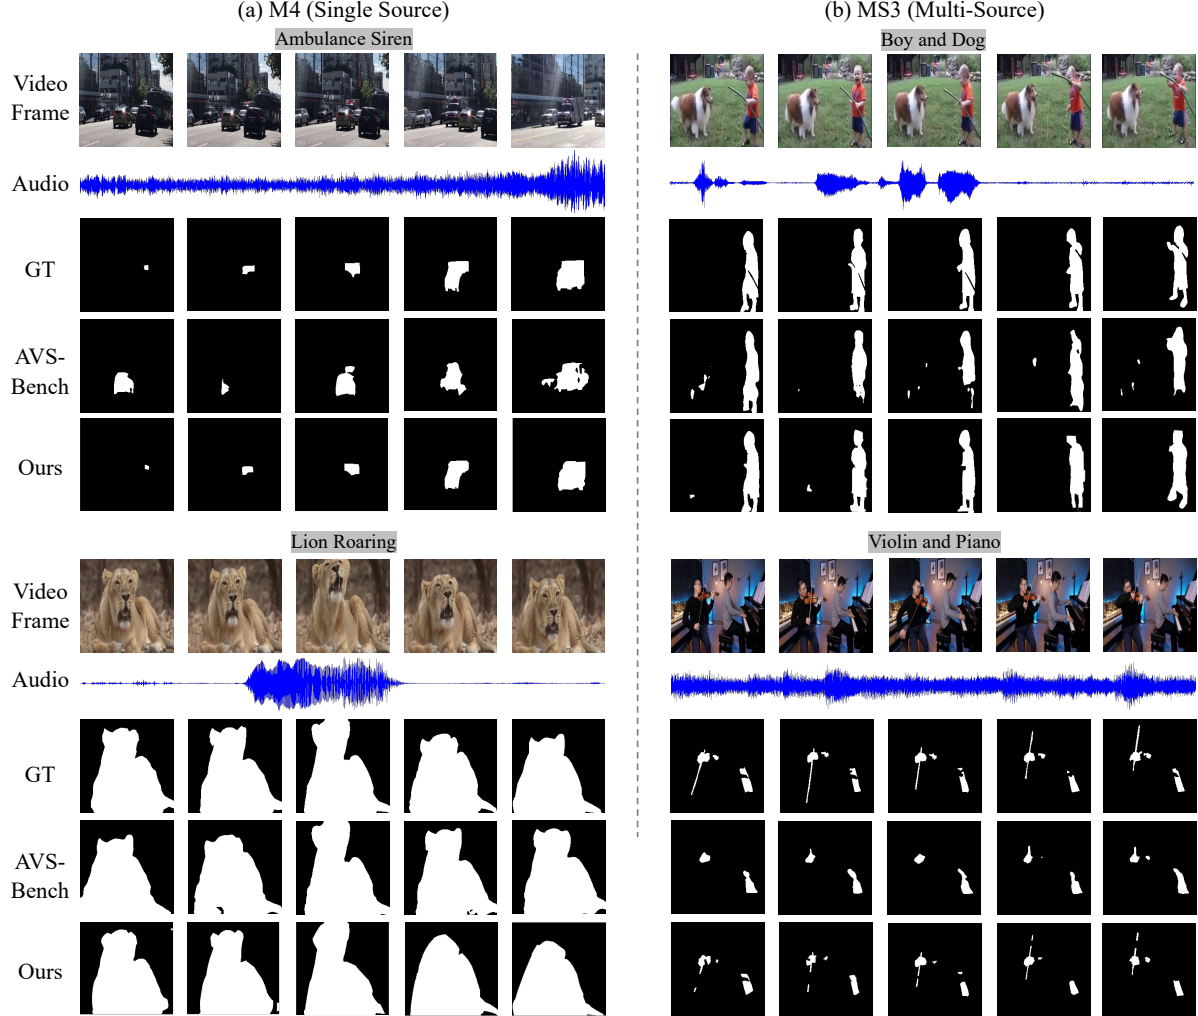 (a) M4 (Single Source)
(b) MS3 (Multi-Source)
Ambulance Siren
Boy and Dog
Video
Frame
Audio
GT
AVS-
Bench
Ours
Lion Roaring
Violin and Piano
Video
Frame
Audio
GT
AVS-
Bench
Ours